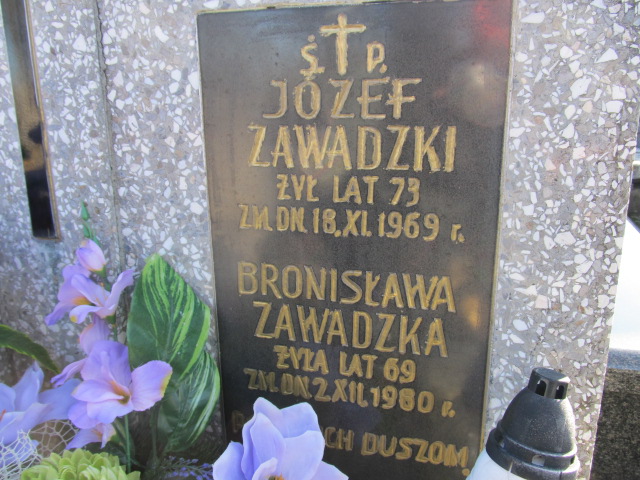 Ś P.
JÓZEF
ZAWADZKI
ŻYŁ LAT 73
ZM. DN. 18.XI.1969 r.
BRONISŁAWA
ZAWADZKA
ŻYŁA LAT 69
ZM. DN. 2.XII.1980 r.
DUSZOM